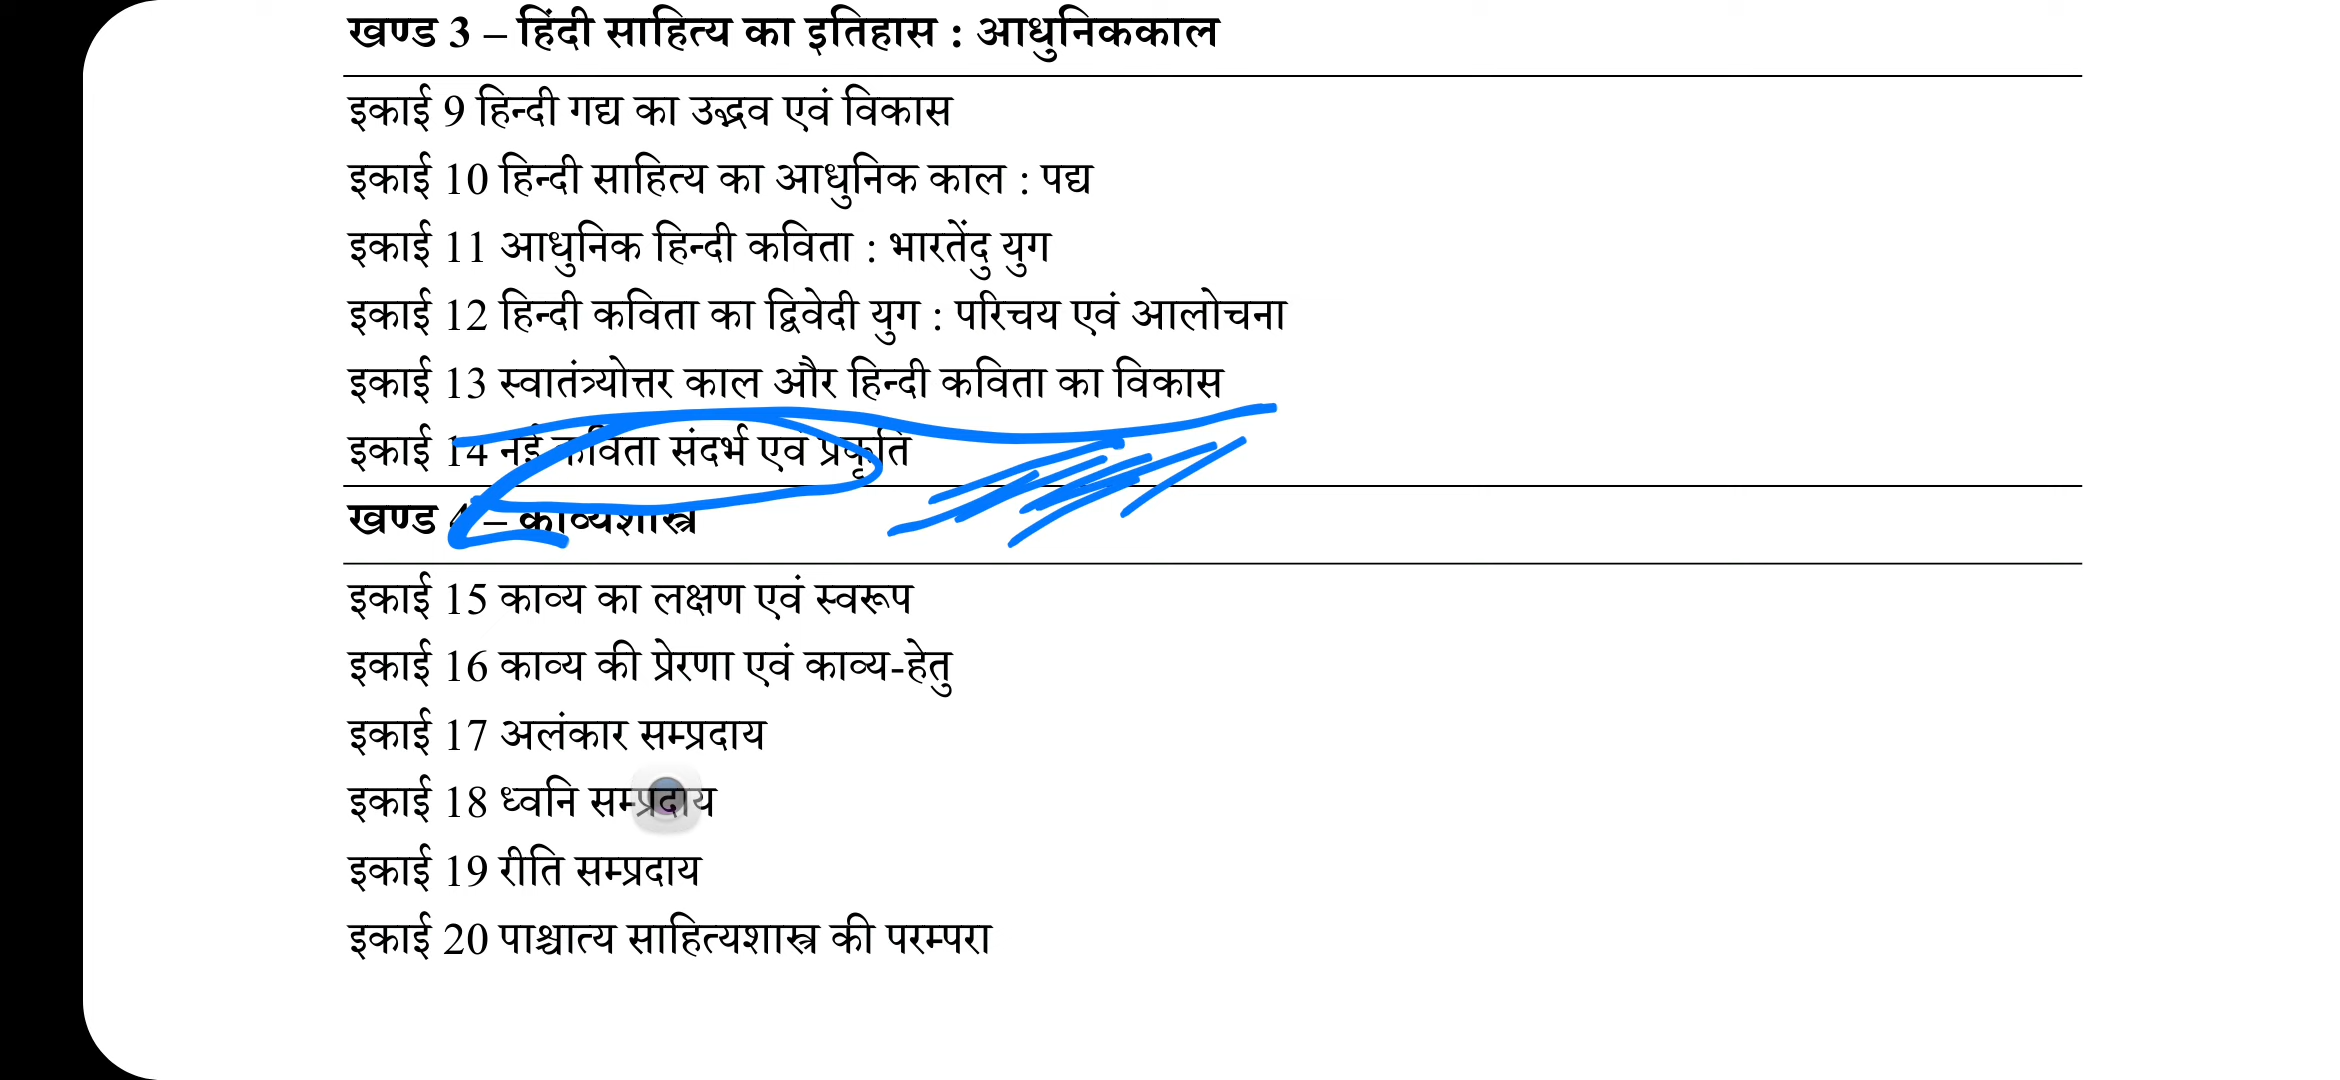 खण्ड 3 – हिंदी साहित्य का इतिहास : आधुनिककाल
इकाई 9 हिन्दी गद्य का उद्भव एवं विकास
इकाई 10 हिन्दी साहित्य का आधुनिक काल : पद्य
इकाई 11 आधुनिक हिन्दी कविता : भारतेंदु युग
इकाई 12 हिन्दी कविता का द्विवेदी युग : परिचय एवं आलोचना
इकाई 13 स्वातंत्र्योत्तर काल और हिन्दी कविता का विकास
इकाई 14 नई कविता संदर्भ एवं प्रकृति
खण्ड 4 – काव्यशास्त्र
इकाई 15 काव्य का लक्षण एवं स्वरूप
इकाई 16 काव्य की प्रेरणा एवं काव्य-हेतु
इकाई 17 अलंकार सम्प्रदाय
इकाई 18 ध्वनि सम्प्रदाय
इकाई 19 रीति सम्प्रदाय
इकाई 20 पाश्चात्य साहित्यशास्त्र की परम्परा